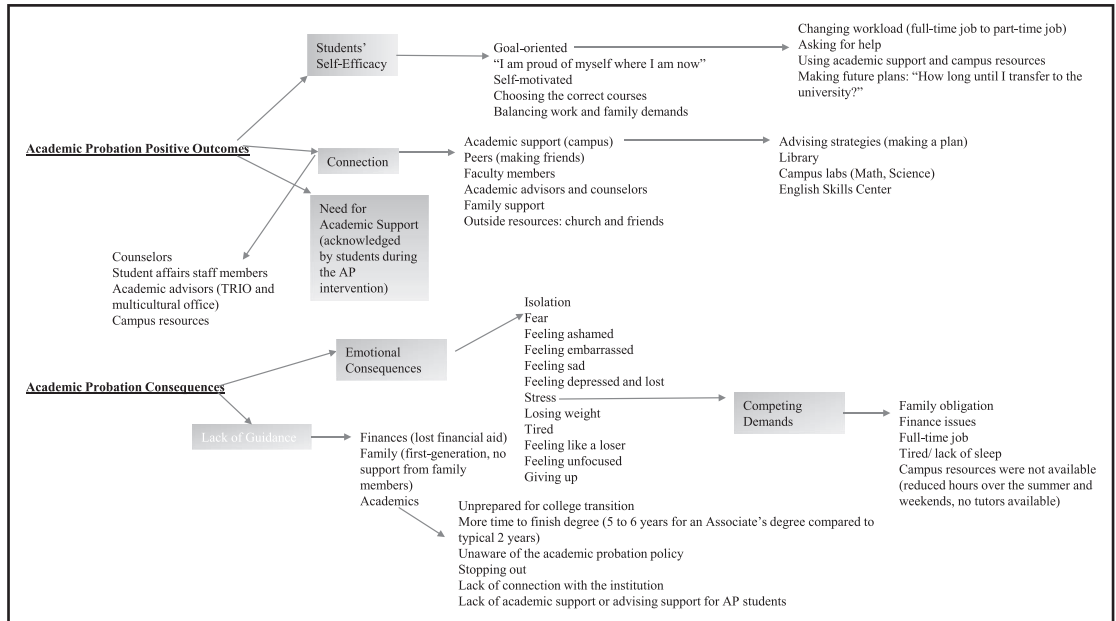 Students'
Self-Efficacy
Goal-oriented
"I am proud of myself where I am now"
Self-motivated
Choosing the correct courses
Balancing work and family demands
Changing workload (full-time job to part-time job)
Asking for help
Using academic support and campus resources
Making future plans: "How long until I transfer to the
university?"
Academic Probation Positive Outcomes
Connection
Academic support (campus)
Peers (making friends)
Faculty members
Academic advisors and counselors
Family support
Outside resources: church and friends
Advising strategies (making a plan)
Library
Campus labs (Math, Science)
English Skills Center
Need for
Academic Support
(acknowledged
by students during
the AP
intervention)
Counselors
Student affairs staff members
Academic advisors (TRIO and
multicultural office)
Campus resources
Academic Probation Consequences
Emotional
Consequences
Isolation
Fear
Feeling ashamed
Feeling embarrassed
Feeling sad
Feeling depressed and lost
Stress
Losing weight
Tired
Feeling like a loser
Feeling unfocused
Giving up
Competing
Demands
Family obligation
Finance issues
Full-time job
Tired/ lack of sleep
Campus resources were not available
(reduced hours over the summer and
weekends, no tutors available)
Lack of Guidance
Finances (lost financial aid)
Family (first-generation, no
support from family
members)
Academics
Unprepared for college transition
More time to finish degree (5 to 6 years for an Associate's degree compared to
typical 2 years)
Unaware of the academic probation policy
Stopping out
Lack of connection with the institution
Lack of academic support or advising support for AP students